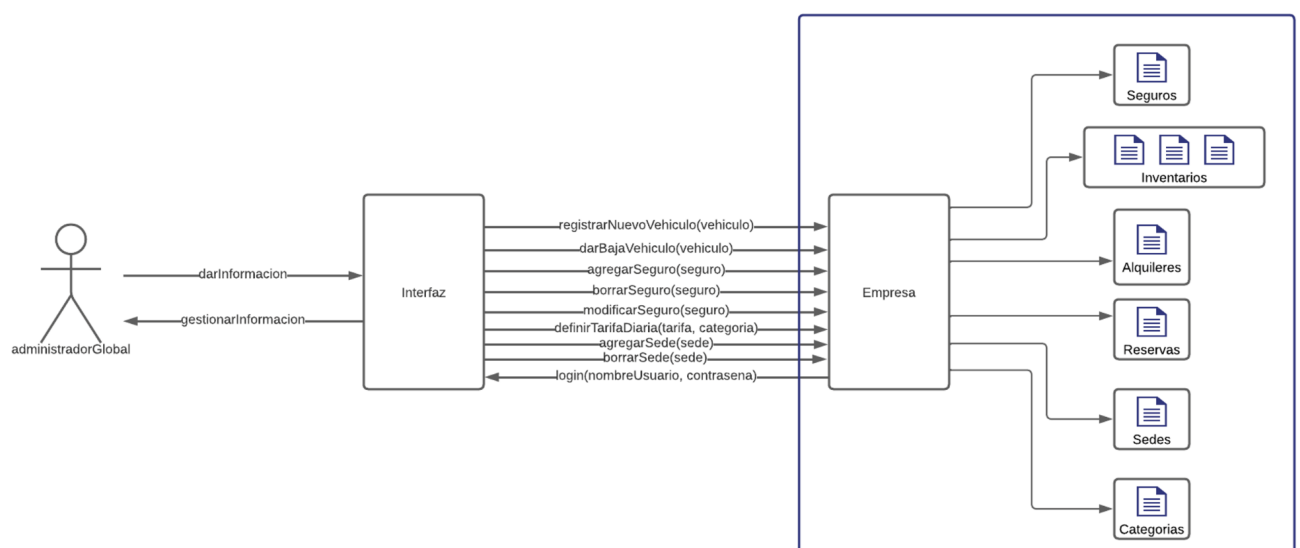 Seguros
Inventarios
registrarNuevoVehiculo(vehiculo)
darBajaVehiculo(vehiculo)
agregarSeguro(seguro)
borrarSeguro(seguro)
modificarSeguro(seguro)
definirTarifaDiaria(tarifa, categoria)
agregarSede(sede)
borrarSede(sede)
login(nombreUsuario, contrasena)
darInformacion
gestionarInformacion
administradorGlobal
Interfaz
Empresa
Alquileres
Reservas
Sedes
Categorias